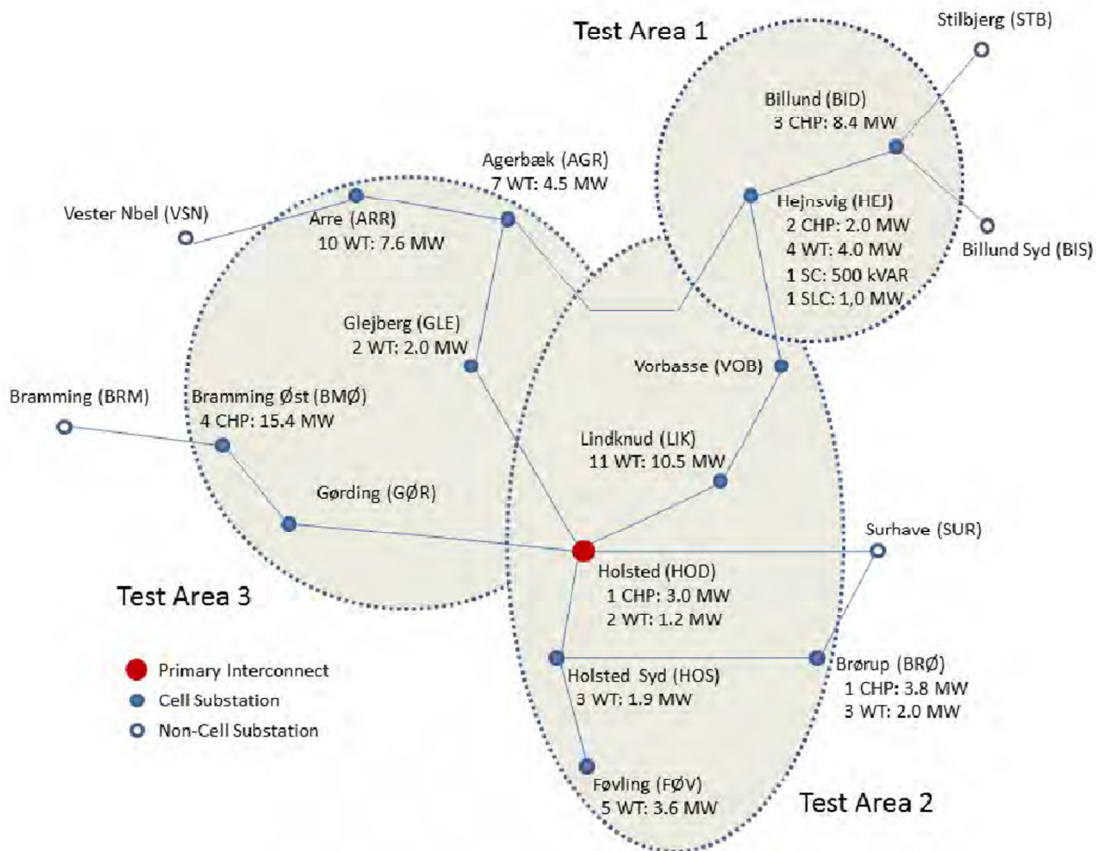 Test Area 1
Stilbjerg (STB)
Billund (BID)
3 CHP: 8.4 MW
Agerbæk (AGR)
7 WT: 4.5 MW
Vester Nbel (VSN)
Arre (ARR)
10 WT: 7.6 MW
Hejnsvig (HEJ)
2 CHP: 2.0 MW
4 WT: 4.0 MW
1 SC: 500 kVAR
1 SLC: 1,0 MW
Billund Syd (BIS)
Glejberg (GLE)
2 WT: 2.0 MW
Vorbasse (VOB)
Bramming (BRM)
Bramming Øst (BMØ)
4 CHP: 15.4 MW
Lindknud (LIK)
11 WT: 10.5 MW
Gørding (GØR)
Surhave (SUR)
Holsted (HOD)
1 CHP: 3.0 MW
2 WT: 1.2 MW
Test Area 3
Primary Interconnect
Cell Substation
Non-Cell Substation
Holsted Syd (HOS)
3 WT: 1.9 MW
Brørup (BRØ)
1 CHP: 3.8 MW
3 WT: 2.0 MW
Føvling (FØV)
5 WT: 3.6 MW
Test Area 2